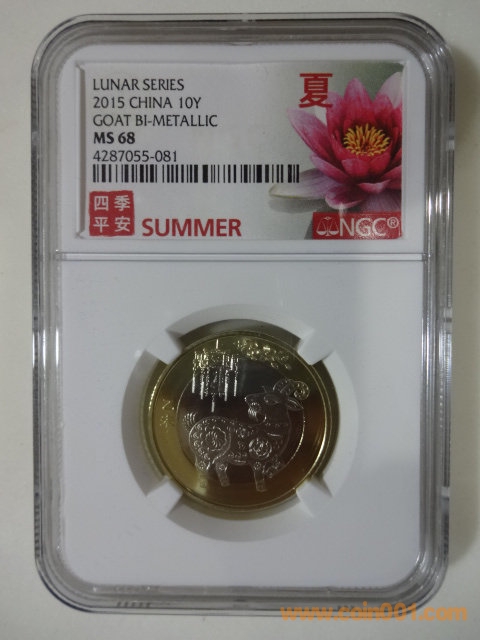 LUNAR SERIES
2015 CHINA 10Y
GOAT BI-METALLIC
MS 68
4287055-081
夏
四季
平安
SUMMER
NGC®
www.coin001.com